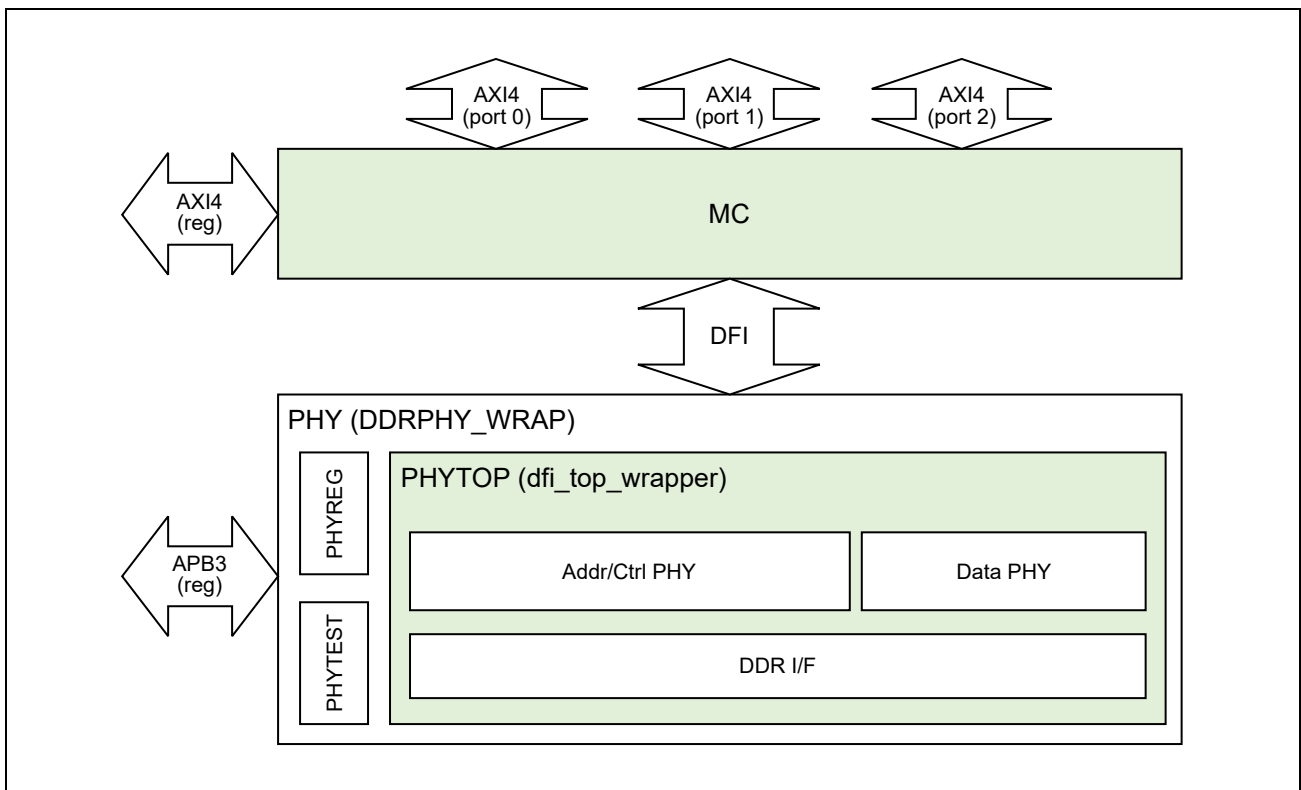 AXI4
(port 0)
AXI4
(port 1)
AXI4
(port 2)
AXI4
(reg)
MC
DFI
PHY (DDRPHY_WRAP)
PHYREG
PHYTOP (dfi_top_wrapper)
APB3
(reg)
Addr/Ctrl PHY
Data PHY
PHYTEST
DDR I/F